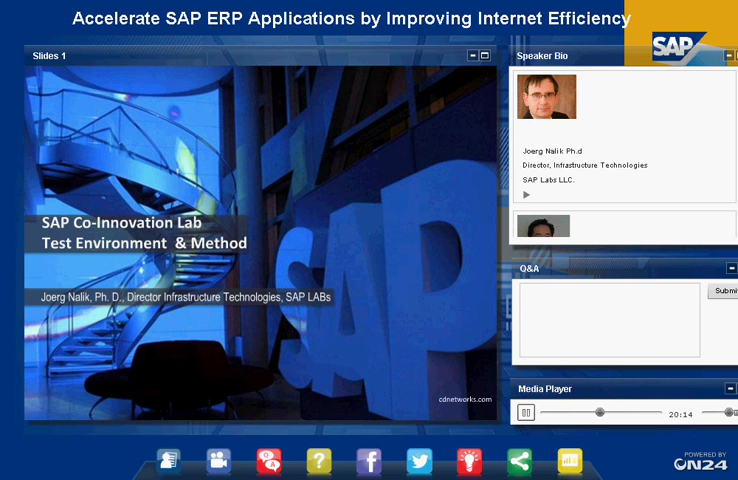 Accelerate SAP ERP Applications by Improving Internet Efficiency
SAP
Slides 1
SAP
SAP Co-Innovation Lab
Test Environment & Method
Joerg Nalik, Ph. D., Director Infrastructure Technologies, SAP LABs
cdnetworks.com
Speaker Bio
Joerg Nalik Ph.d
Director, Infrastructure Technologies
SAP Labs LLC.
Q&A
Submi
Media Player
20:14
Q
A
?
f
POWERED BY
ON24